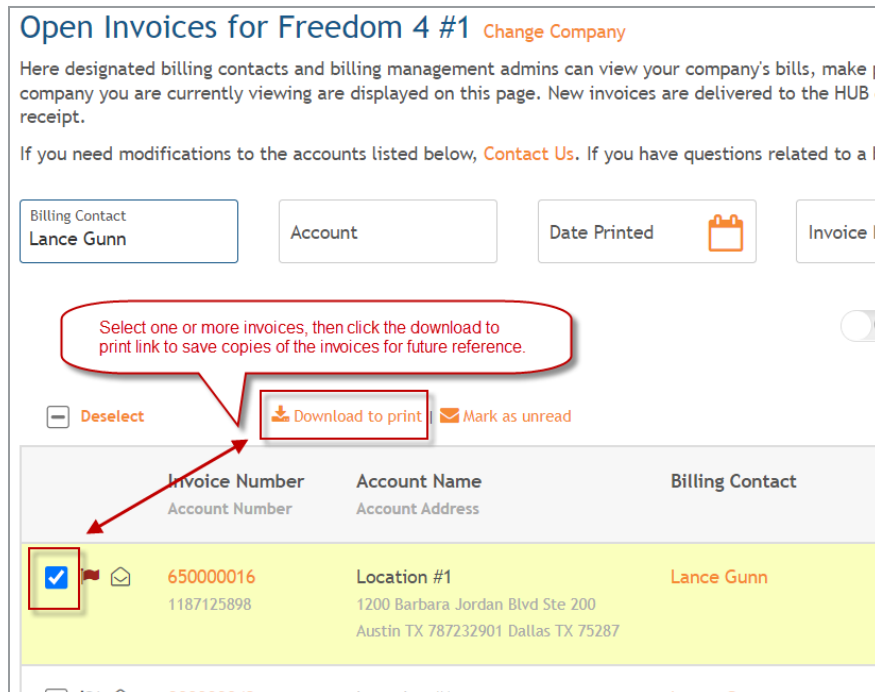 Open Invoices for Freedom 4 #1 Change Company
Here designated billing contacts and billing management admins can view your company's bills, make
company you are currently viewing are displayed on this page. New invoices are delivered to the HUB
receipt.
If you need modifications to the accounts listed below, Contact Us. If you have questions related to a
Billing Contact
Lance Gunn
Account
Date Printed
Invoice
Select one or more invoices, then click the download to
print link to save copies of the invoices for future reference.
Deselect
Download to print | Mark as unread
Invoice Number Account Name Billing Contact
Account Number Account Address
650000016 Location #1 Lance Gunn
1187125898 1200 Barbara Jordan Blvd Ste 200
Austin TX 787232901 Dallas TX 75287